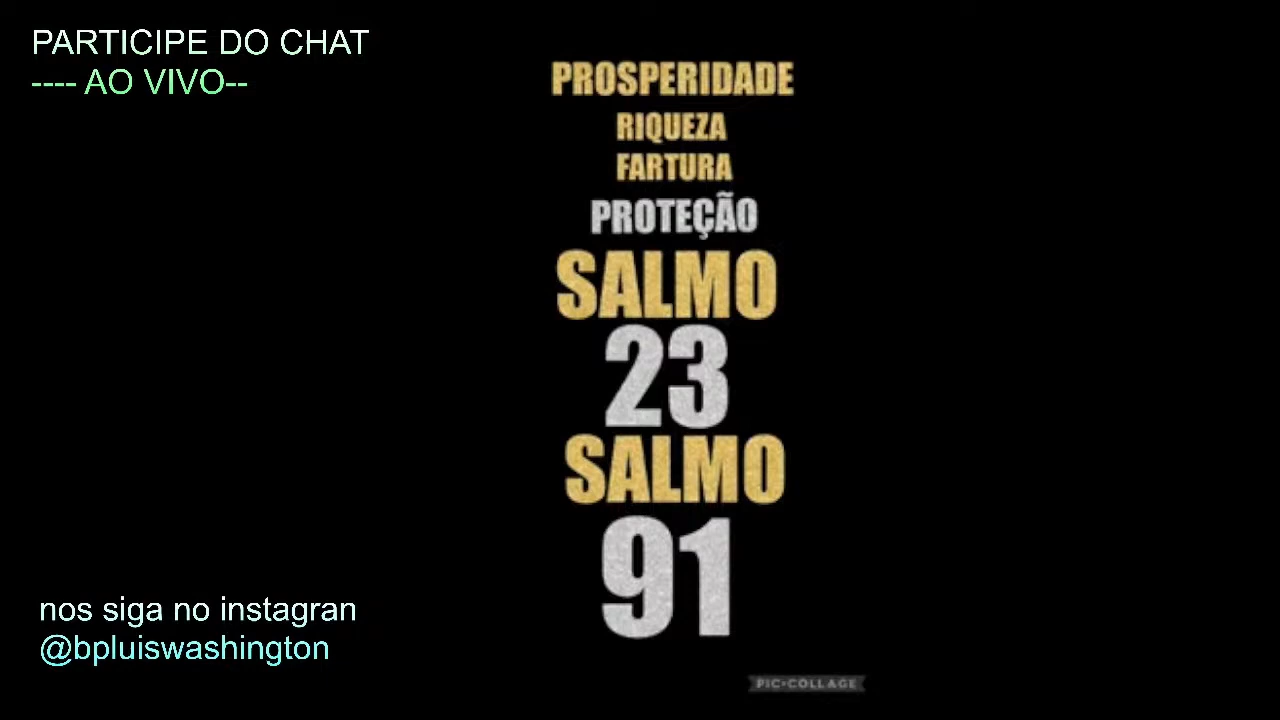 PARTICIPE DO CHAT
---- AO VIVO--
PROSPERIDADE
RIQUEZA
FARTURA
PROTEÇÃO
SALMO
23
SALMO
91
nos siga no instagran
@bpluiswashington
PIC•COLLAGE